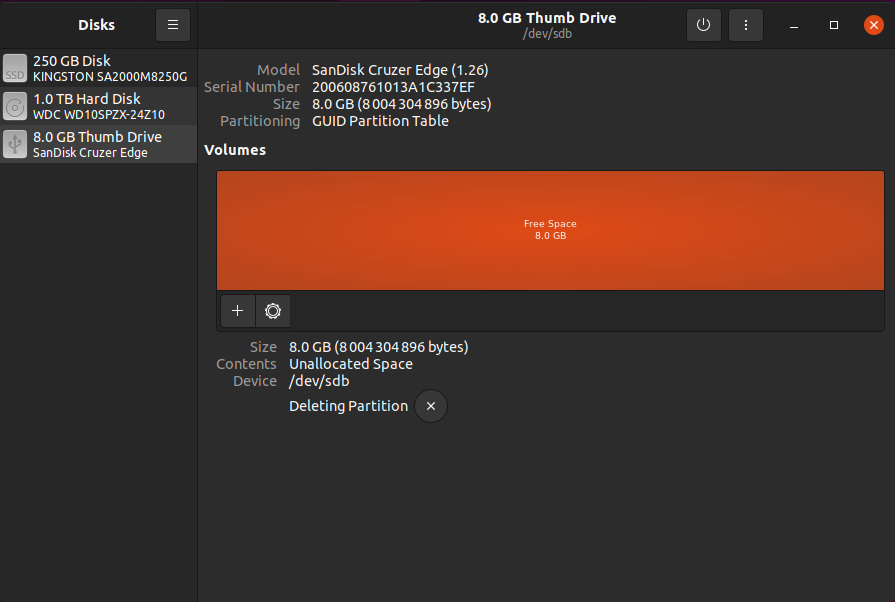 Disks
8.0 GB Thumb Drive
/dev/sdb
250 GB Disk
KINGSTON SA2000M8250G
1.0 TB Hard Disk
WDC WD10SPZX-24Z10
8.0 GB Thumb Drive
SanDisk Cruzer Edge
SSD
Model SanDisk Cruzer Edge (1.26)
Serial Number 200608761013A1C337EF
Size 8.0 GB (8 004 304 896 bytes)
Partitioning GUID Partition Table
Volumes
Free Space
8.0 GB
Size 8.0 GB (8 004 304 896 bytes)
Contents Unallocated Space
Device /dev/sdb
Deleting Partition